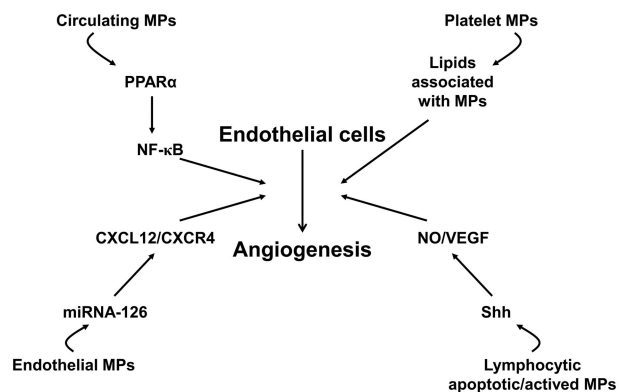 Circulating MPs
Platelet MPs
PPARα
Lipids
associated
with MPs
NF-κB
Endothelial cells
CXCL12/CXCR4
Angiogenesis
NO/VEGF
miRNA-126
Shh
Endothelial MPs
Lymphocytic
apoptotic/actived MPs